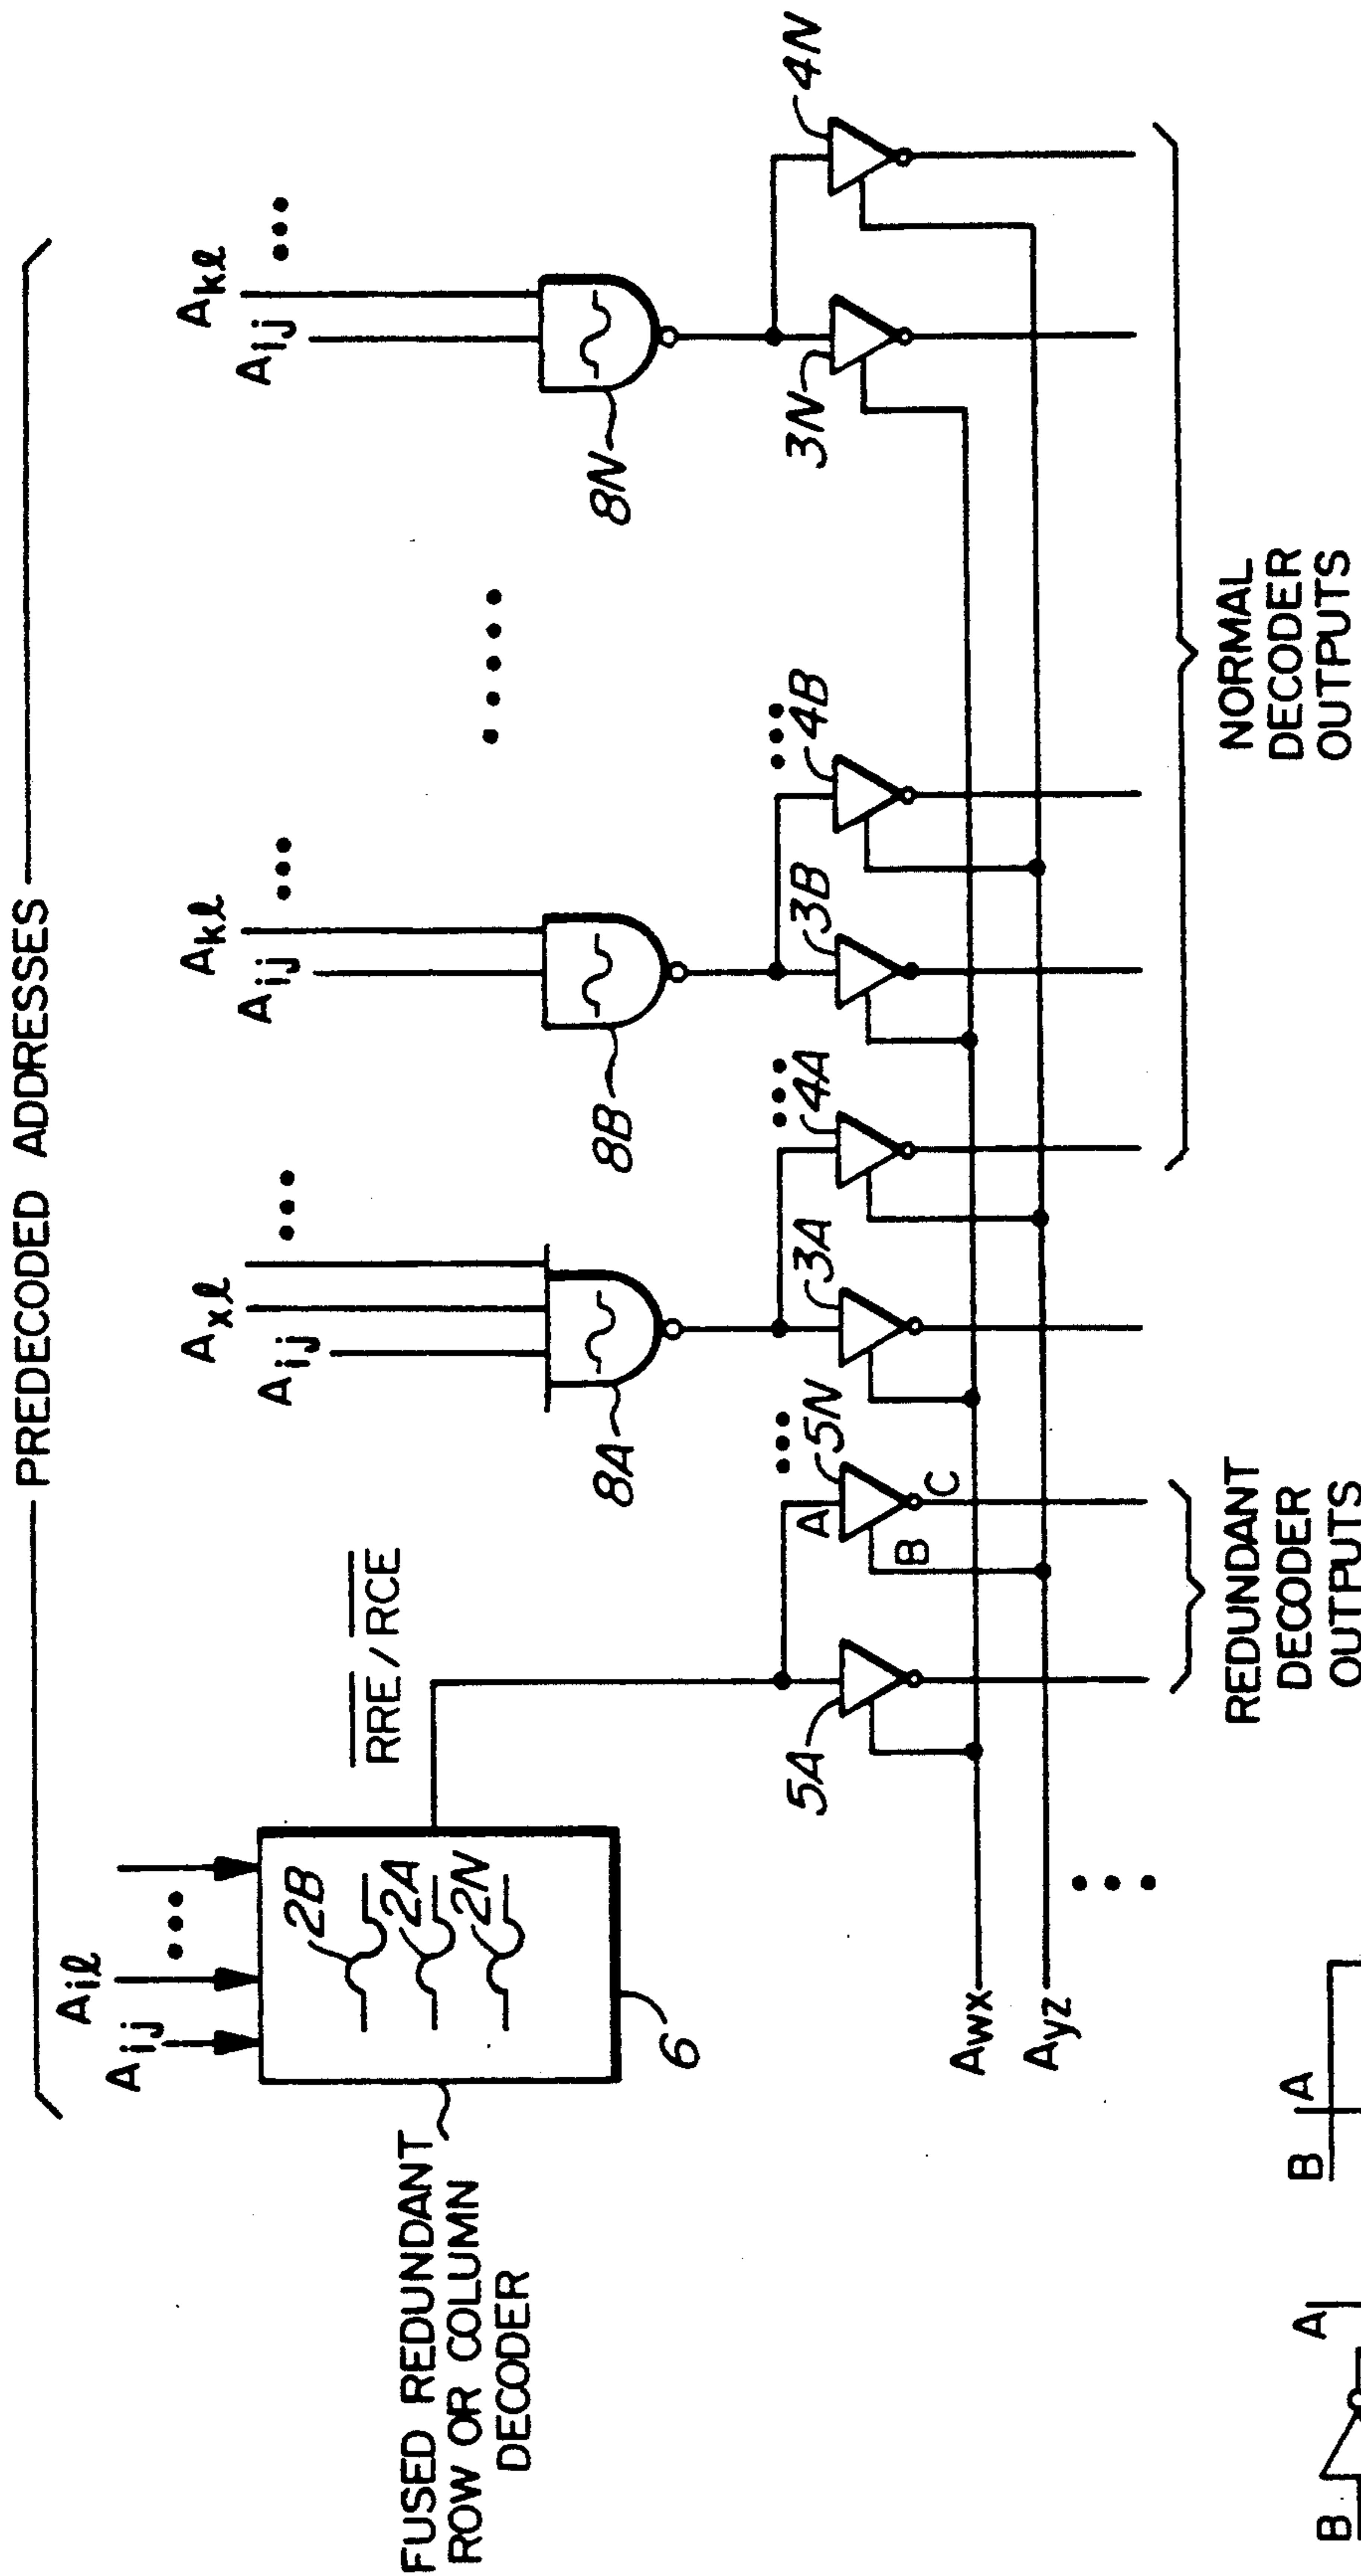 PREDECODED ADDRESSES
Aij
Ail
Aij
Axl
Aij
Akl
Aij
Akl
FUSED REDUNDANT
ROW OR COLUMN
DECODER
2B
2A
2N
6
RRE / RCE
8A
8B
8N
5A
A
5N
B
C
3A
4A
3B
4B
3N
4N
Awx
Ayz
REDUNDANT
DECODER
OUTPUTS
NORMAL
DECODER
OUTPUTS
B
A
B
A